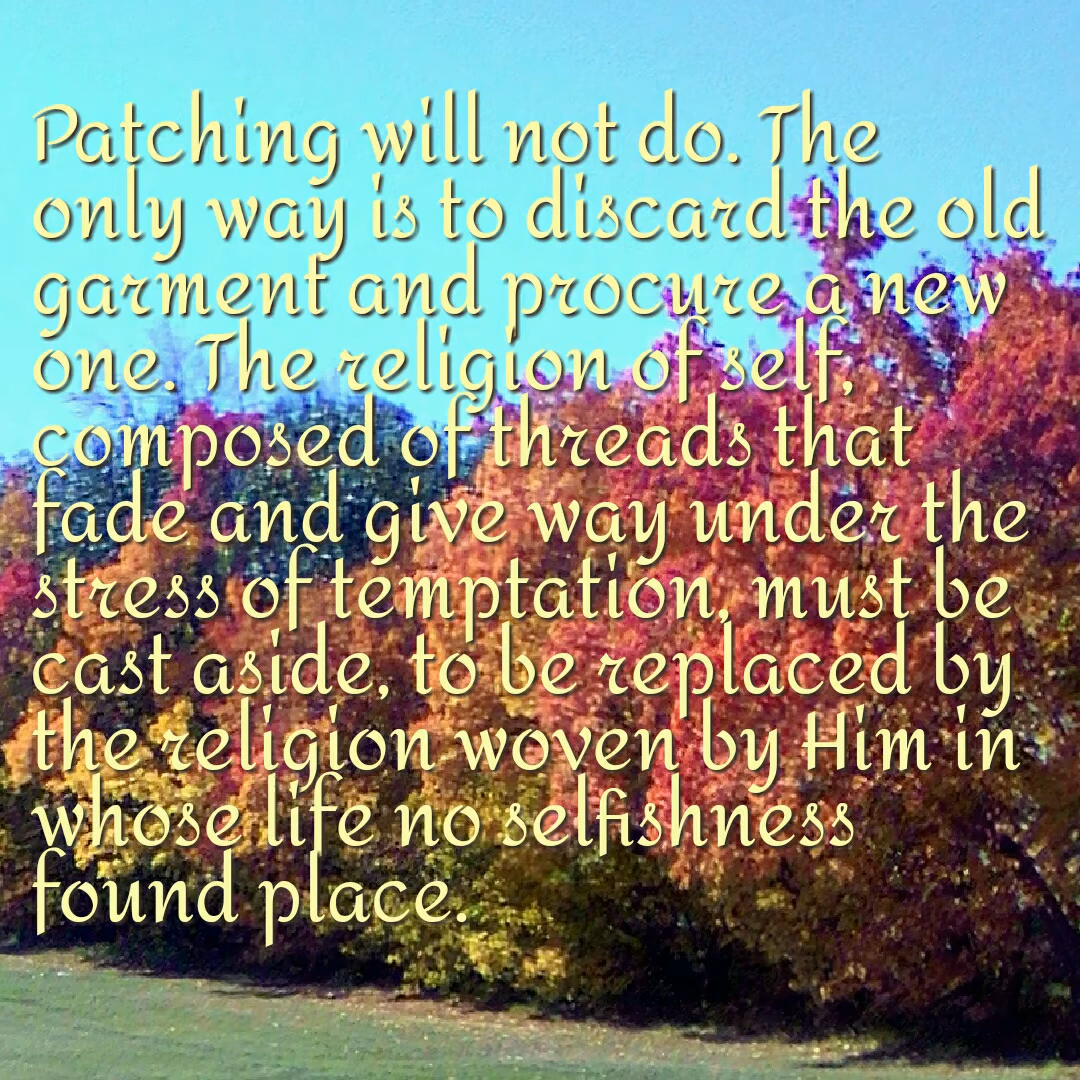 Patching will not do. The
only way is to discard the old
garment and procure a new
one. The religion of self,
composed of threads that
fade and give way under the
stress of temptation, must be
cast aside, to be replaced by
the religion woven by Him in
whose life no selfishness
found place.